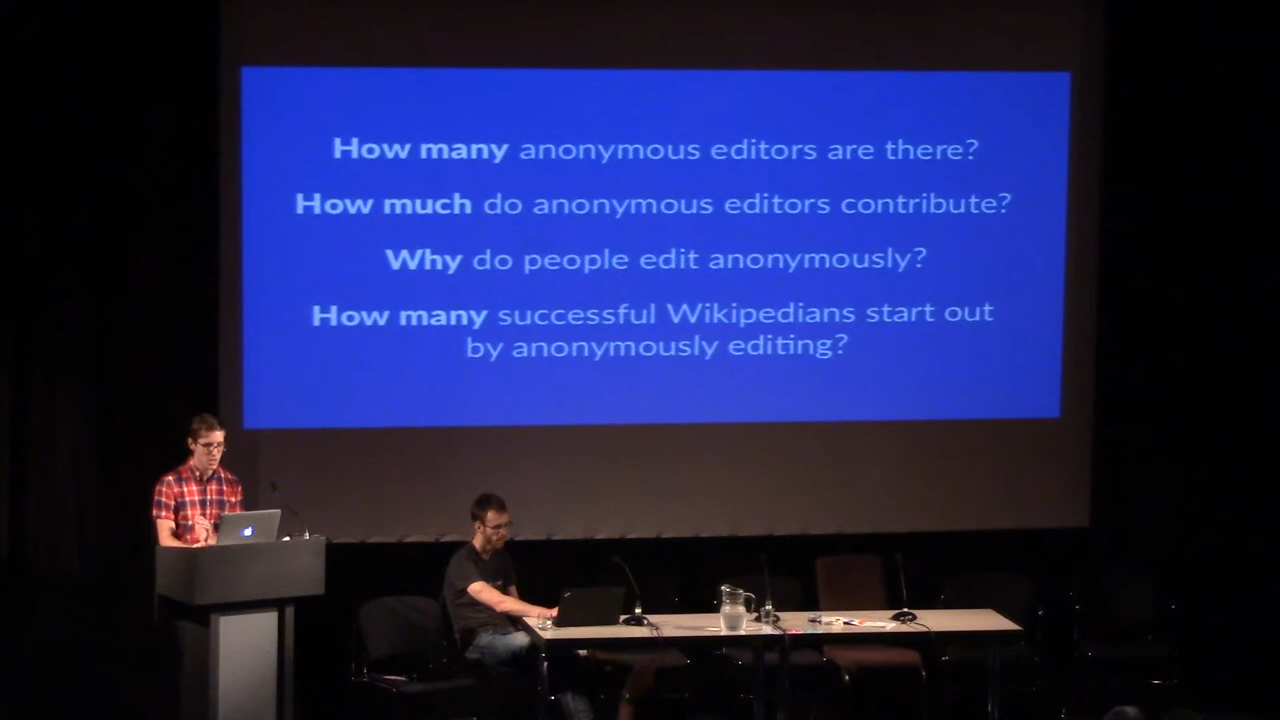 How many anonymous editors are there?
How much do anonymous editors contribute?
Why do people edit anonymously?
How many successful Wikipedians start out
by anonymously editing?